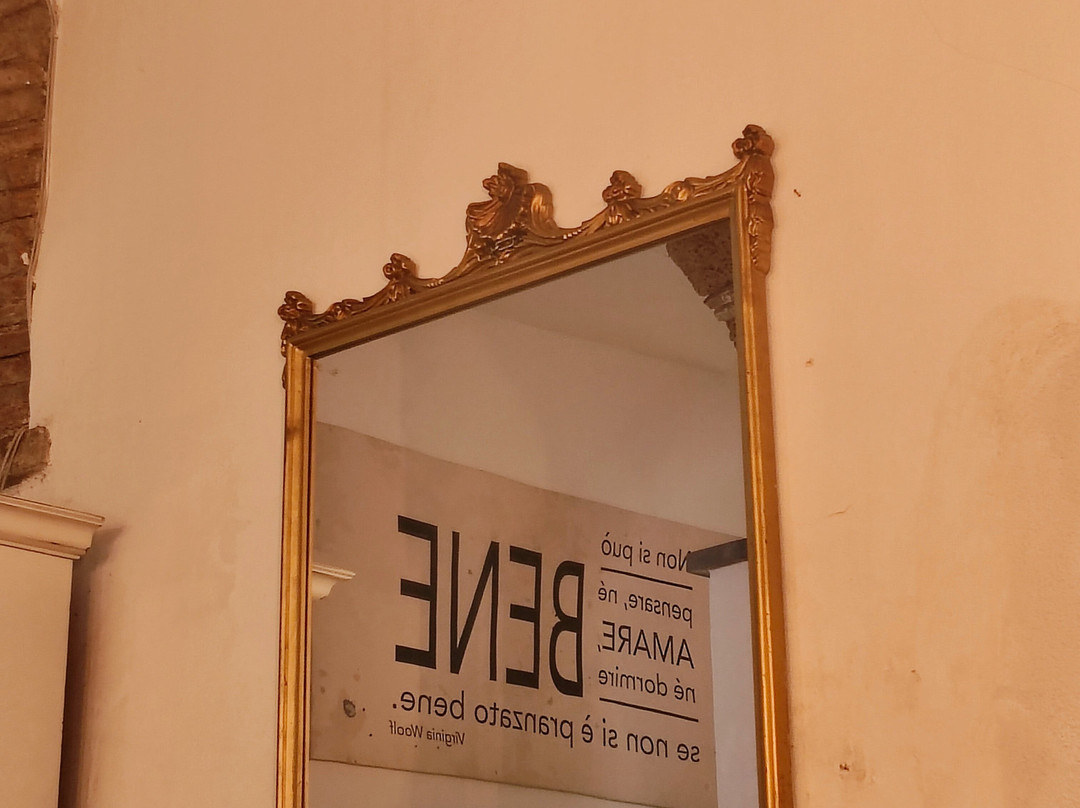 Non si può
pensare, né
AMARE,
né dormire
BENE
se non si è pranzato bene.
Virginia Woolf